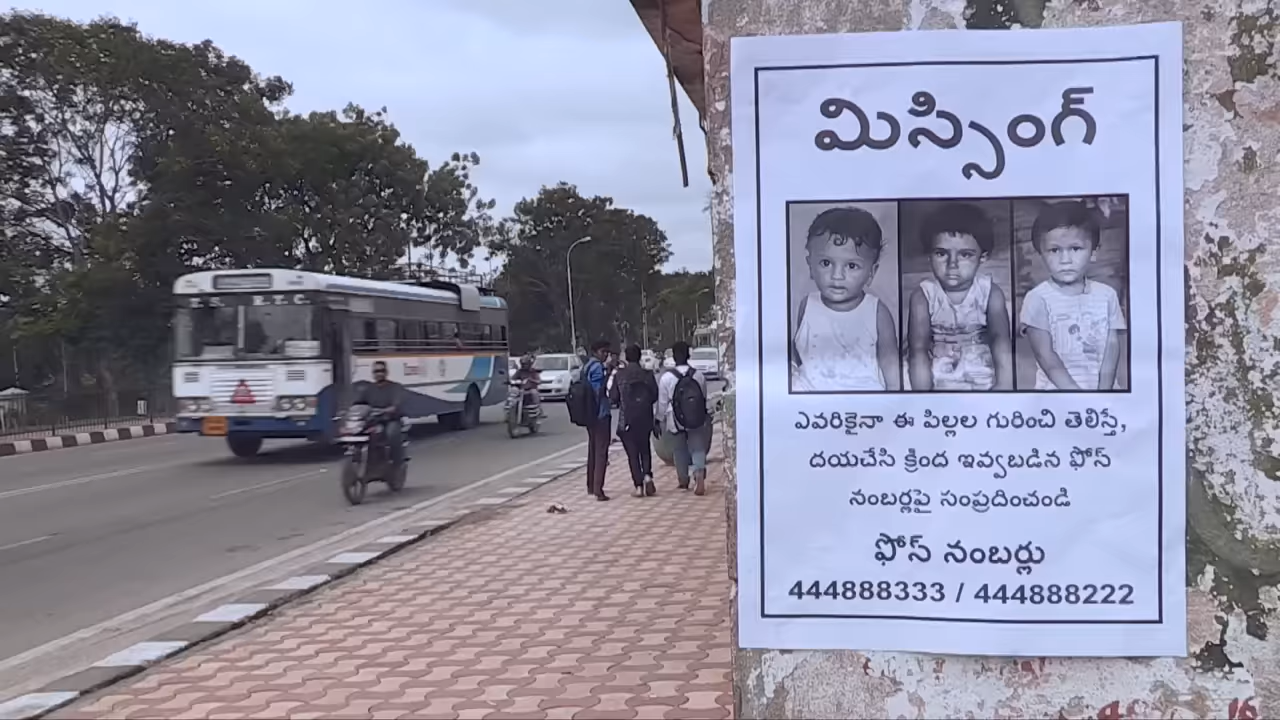 మిస్సింగ్
ఎవరికైనా ఈ పిల్లల గురించి తెలిస్తే,
దయచేసి క్రింద ఇవ్వబడిన ఫోన్
నంబర్లపై సంప్రదించండి
ఫోన్ నంబర్లు
444888333 / 444888222